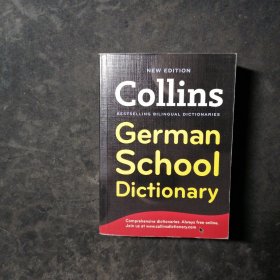 NEW EDITION
Collins
BESTSELLING BILINGUAL DICTIONARIES
German
School
Dictionary
Comprehensive dictionaries. Always free online.
Join us at www.collinsdictionary.com